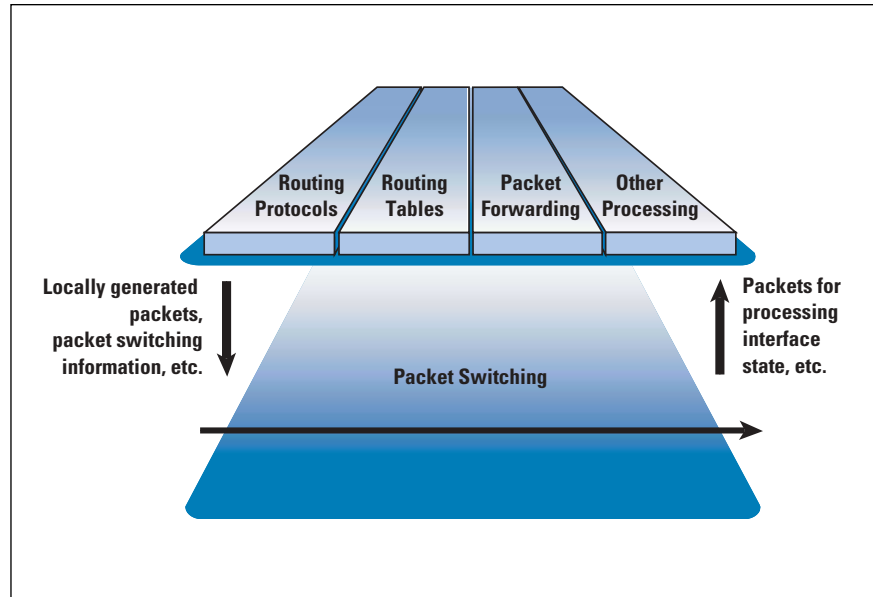 Routing
Protocols
Routing
Tables
Packet
Forwarding
Other
Processing
Locally generated
packets,
packet switching
information, etc.
Packets for
processing
interface
state, etc.
Packet Switching